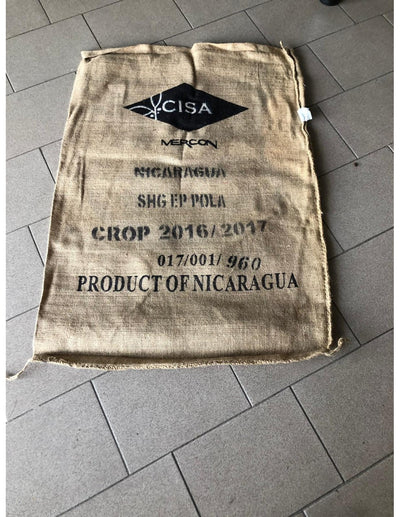 CISA
MERCON
NICARAGUA
SHG EP POLA
CROP 2016/2017
017/001/960
PRODUCT OF NICARAGUA